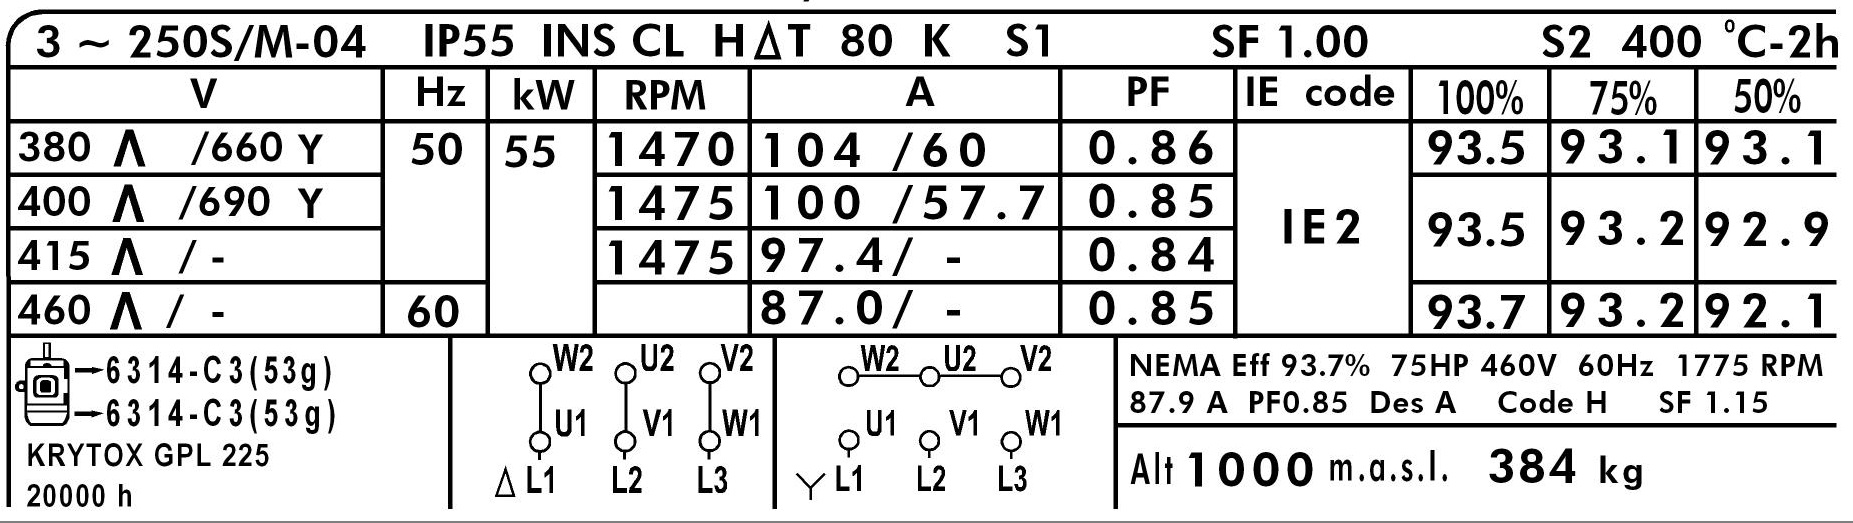 3 ~ 250S/M-04 IP55 INS CL H ΔT 80 K S1 SF 1.00 S2 400 °C-2h
V Hz kW RPM A PF IE code 100% 75% 50%
380 Λ /660 Y 50 55 1470 104 /60 0.86 93.5 93.1 93.1
400 Λ /690 Y 1475 100 /57.7 0.85 IE2 93.5 93.2 92.9
415 Λ / - 1475 97.4/ - 0.84
460 Λ / - 60 87.0/ - 0.85 93.7 93.2 92.1
→6314-C3(53g)
→6314-C3(53g)
KRYTOX GPL 225
20000 h
W2 U2 V2
U1 V1 W1
Δ L1 L2 L3
W2 U2 V2
U1 V1 W1
Y L1 L2 L3
NEMA Eff 93.7% 75HP 460V 60Hz 1775 RPM
87.9 A PF0.85 Des A Code H SF 1.15
Alt 1000 m.a.s.l. 384 kg